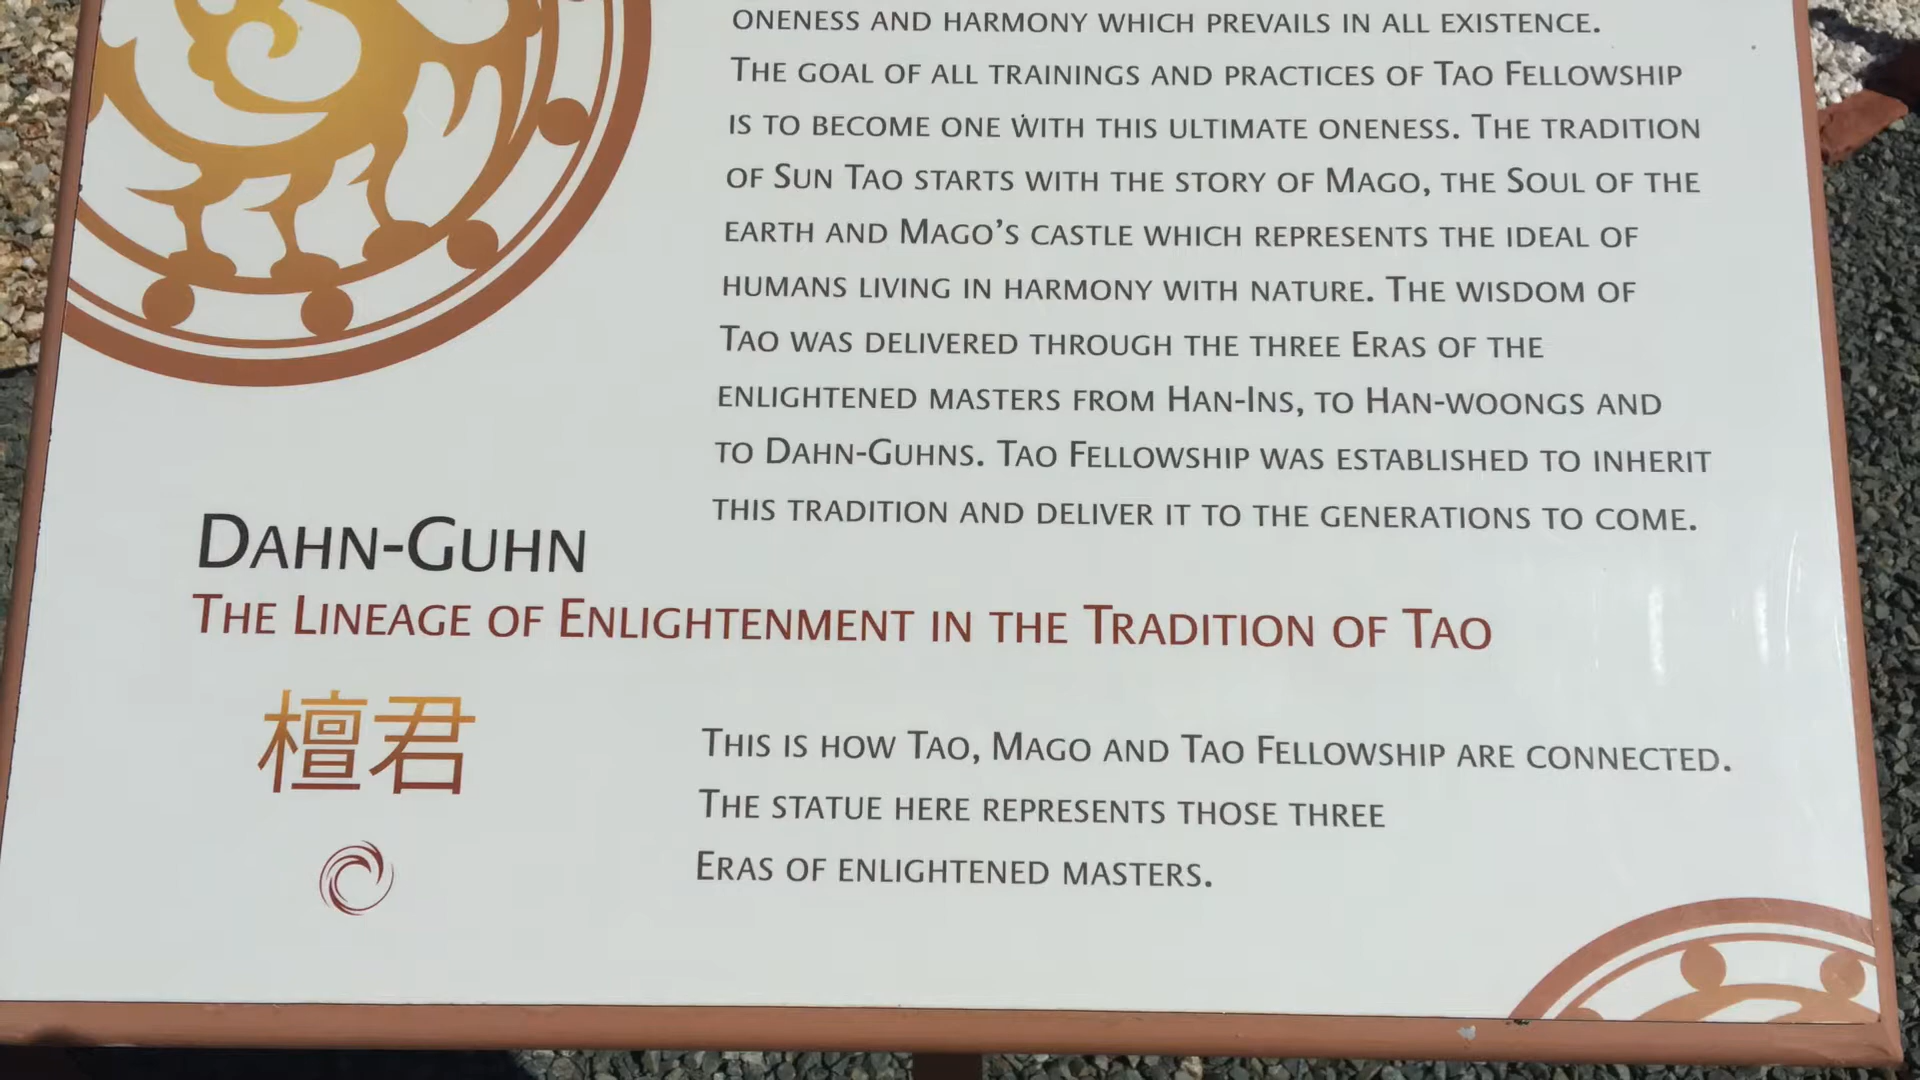 ONENESS AND HARMONY WHICH PREVAILS IN ALL EXISTENCE.
THE GOAL OF ALL TRAININGS AND PRACTICES OF TAO FELLOWSHIP
IS TO BECOME ONE WITH THIS ULTIMATE ONENESS. THE TRADITION
OF SUN TAO STARTS WITH THE STORY OF MAGO, THE SOUL OF THE
EARTH AND MAGO'S CASTLE WHICH REPRESENTS THE IDEAL OF
HUMANS LIVING IN HARMONY WITH NATURE. THE WISDOM OF
TAO WAS DELIVERED THROUGH THE THREE ERAS OF THE
ENLIGHTENED MASTERS FROM HAN-INS, TO HAN-WOONGS AND
TO DAHN-GUHNS. TAO FELLOWSHIP WAS ESTABLISHED TO INHERIT
THIS TRADITION AND DELIVER IT TO THE GENERATIONS TO COME.
DAHN-GUHN
THE LINEAGE OF ENLIGHTENMENT IN THE TRADITION OF TAO
檀君
THIS IS HOW TAO, MAGO AND TAO FELLOWSHIP ARE CONNECTED.
THE STATUE HERE REPRESENTS THOSE THREE
ERAS OF ENLIGHTENED MASTERS.